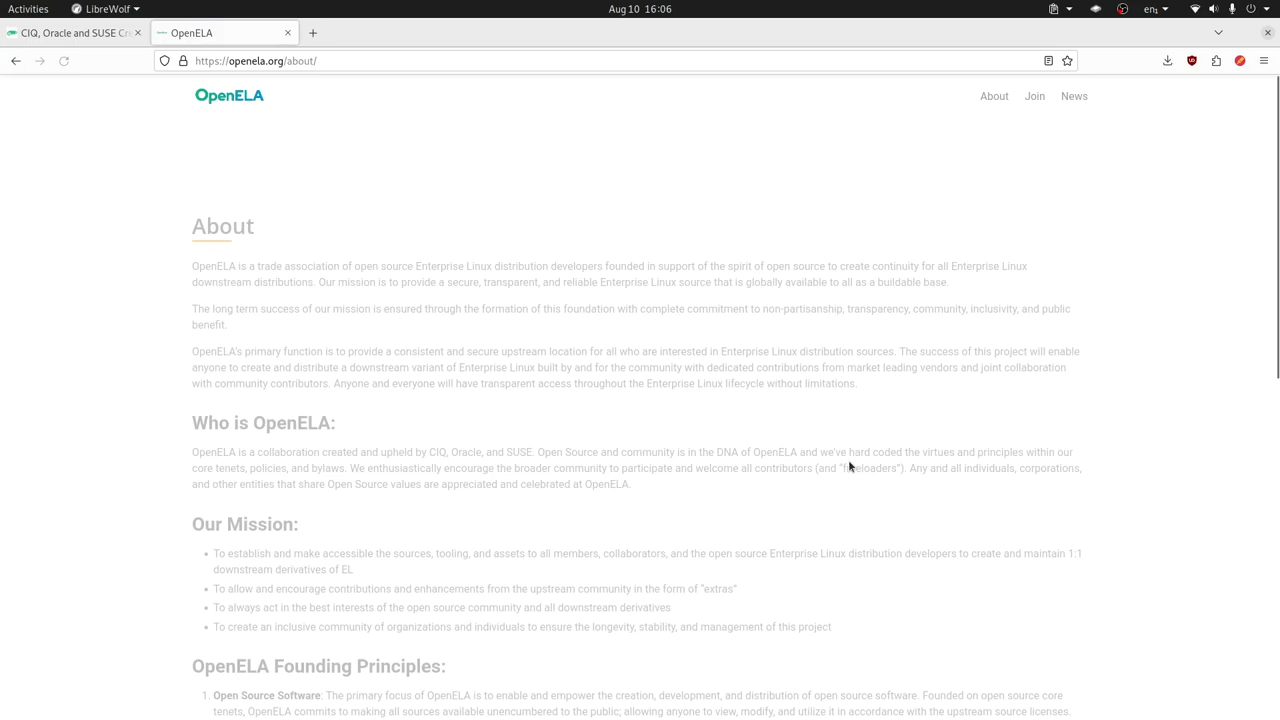 Activities LibreWolf Aug 10 16:06 en1
CIQ, Oracle and SUSE Cr OpenELA
https://openela.org/about/
OpenELA About Join News
About
OpenELA is a trade association of open source Enterprise Linux distribution developers founded in support of the spirit of open source to create continuity for all Enterprise Linux
downstream distributions. Our mission is to provide a secure, transparent, and reliable Enterprise Linux source that is globally available to all as a buildable base.
The long term success of our mission is ensured through the formation of this foundation with complete commitment to non-partisanship, transparency, community, inclusivity, and public
benefit.
OpenELA's primary function is to provide a consistent and secure upstream location for all who are interested in Enterprise Linux distribution sources. The success of this project will enable
anyone to create and distribute a downstream variant of Enterprise Linux built by and for the community with dedicated contributions from market leading vendors and joint collaboration
with community contributors. Anyone and everyone will have transparent access throughout the Enterprise Linux lifecycle without limitations.
Who is OpenELA:
OpenELA is a collaboration created and upheld by CIQ, Oracle, and SUSE. Open Source and community is in the DNA of OpenELA and we've hard coded the virtues and principles within our
core tenets, policies, and bylaws. We enthusiastically encourage the broader community to participate and welcome all contributors (and "freeloaders"). Any and all individuals, corporations,
and other entities that share Open Source values are appreciated and celebrated at OpenELA.
Our Mission:
• To establish and make accessible the sources, tooling, and assets to all members, collaborators, and the open source Enterprise Linux distribution developers to create and maintain 1:1
downstream derivatives of EL
• To allow and encourage contributions and enhancements from the upstream community in the form of "extras"
• To always act in the best interests of the open source community and all downstream derivatives
• To create an inclusive community of organizations and individuals to ensure the longevity, stability, and management of this project
OpenELA Founding Principles:
1. Open Source Software: The primary focus of OpenELA is to enable and empower the creation, development, and distribution of open source software. Founded on open source core
tenets, OpenELA commits to making all sources available unencumbered to the public; allowing anyone to view, modify, and utilize it in accordance with the upstream source licenses.